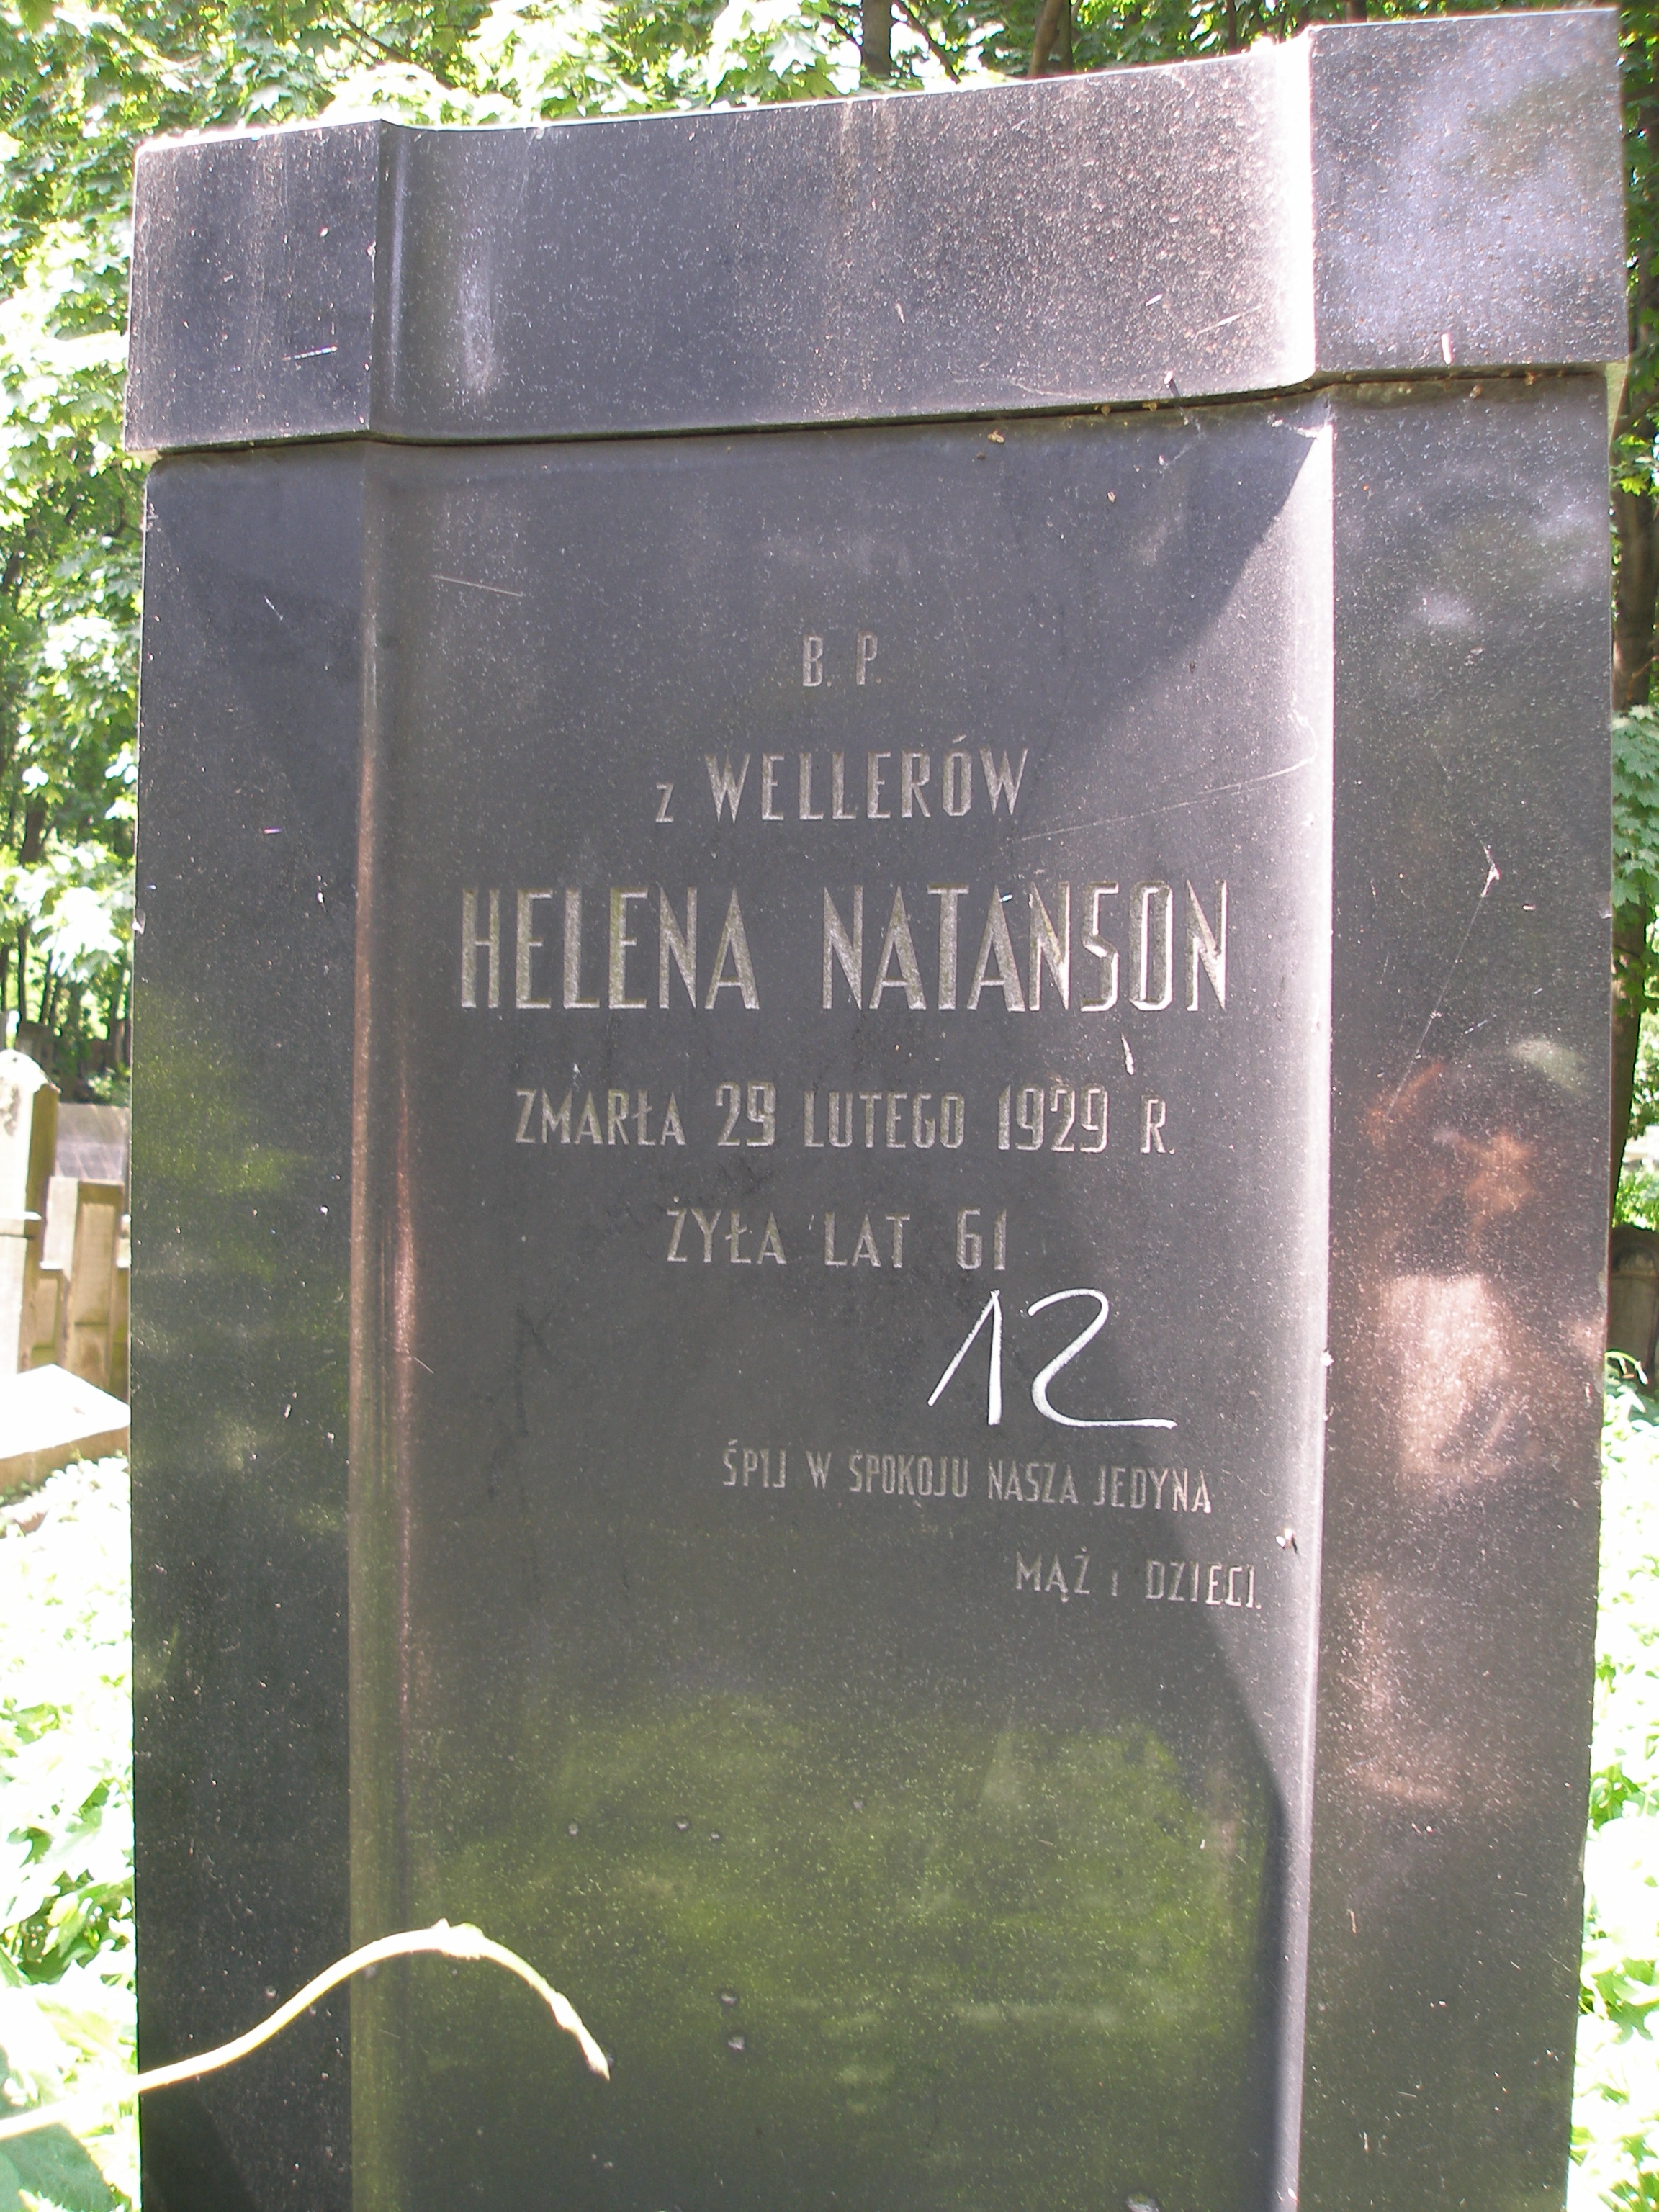 B. P.
z WELLERÓW
HELENA NATANSON
ZMARŁA 29 LUTEGO 1929 R.
ŻYŁA LAT 61
12
ŚPIJ W SPOKOJU NASZA JEDYNA
MĄŻ i DZIECI.